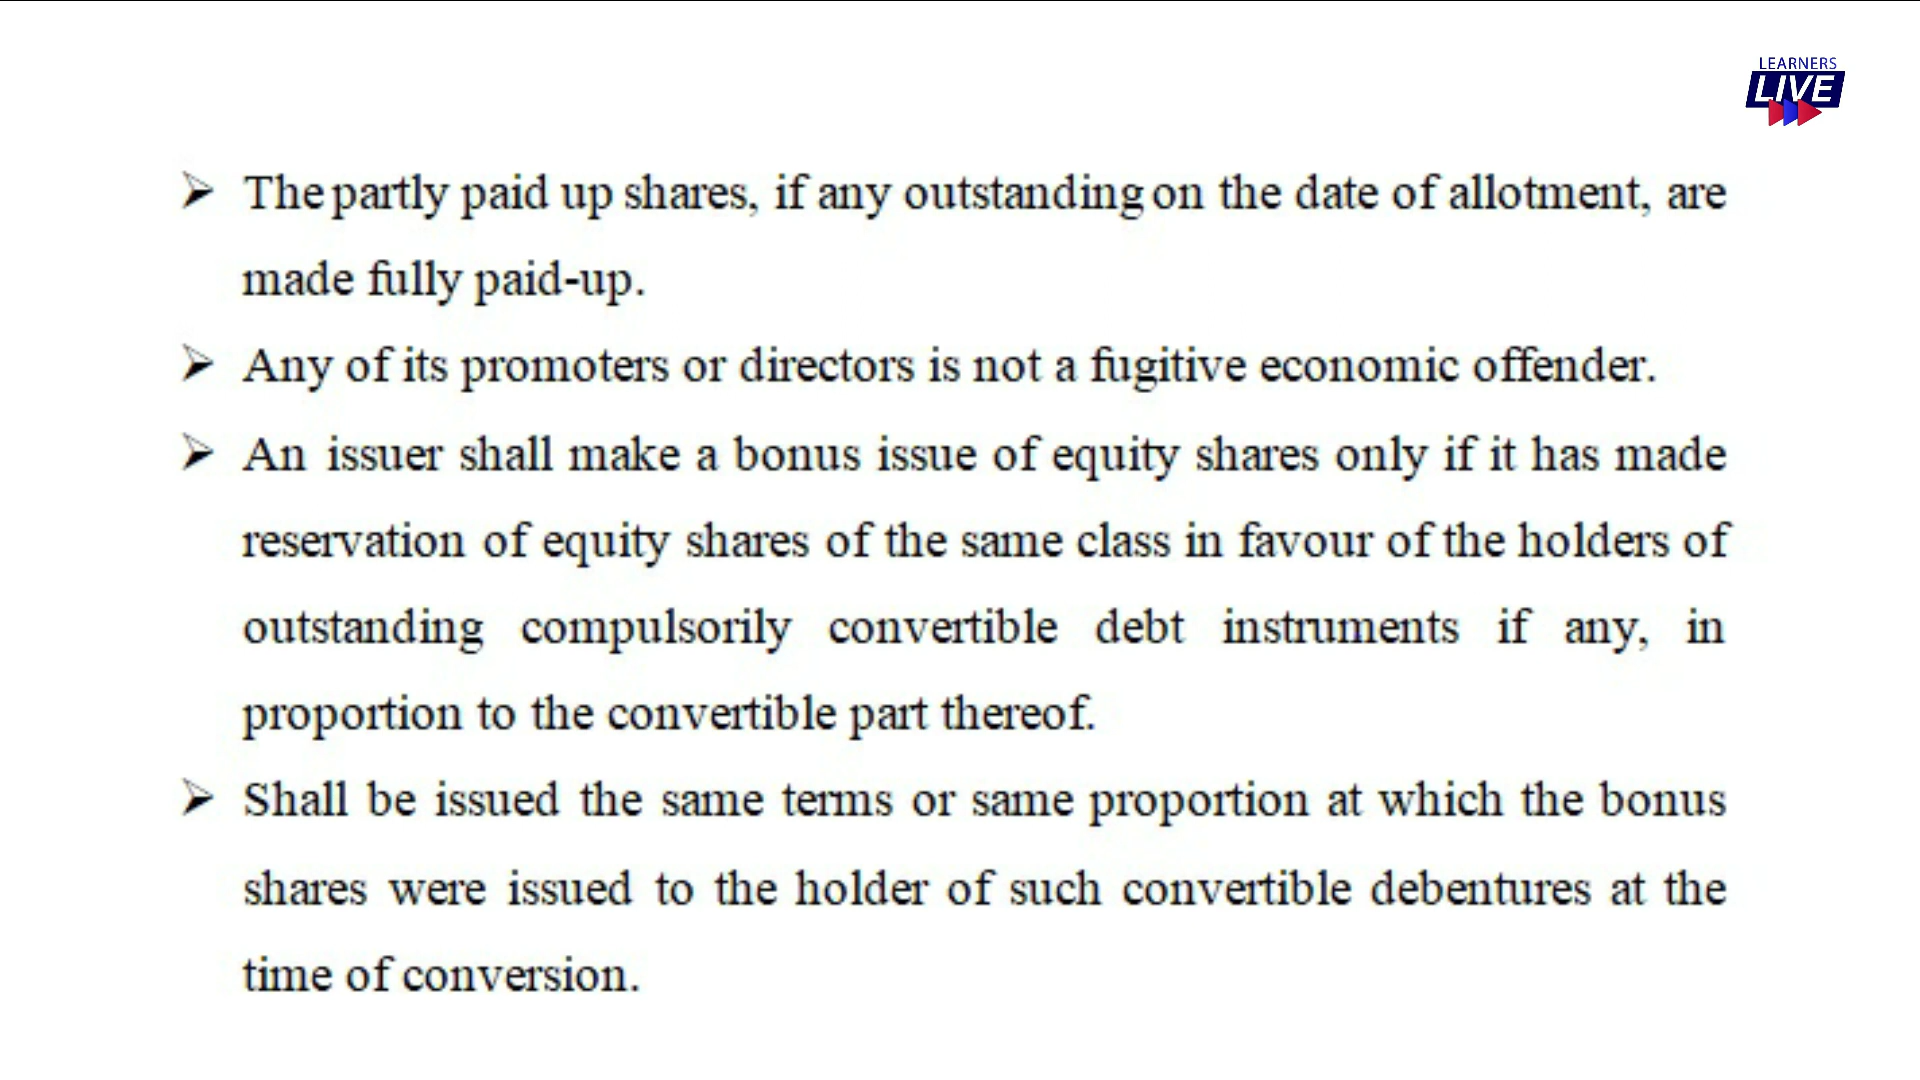 LEARNERS
LIVE
➢ The partly paid up shares, if any outstanding on the date of allotment, are
made fully paid-up.
➢ Any of its promoters or directors is not a fugitive economic offender.
➢ An issuer shall make a bonus issue of equity shares only if it has made
reservation of equity shares of the same class in favour of the holders of
outstanding compulsorily convertible debt instruments if any, in
proportion to the convertible part thereof.
➢ Shall be issued the same terms or same proportion at which the bonus
shares were issued to the holder of such convertible debentures at the
time of conversion.